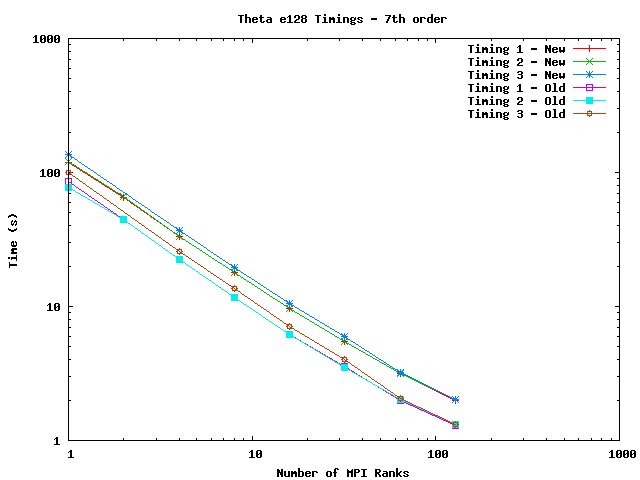 Theta e128 Timings - 7th order
1000
100
10
1
Time (s)
Timing 1 - New
Timing 2 - New
Timing 3 - New
Timing 1 - Old
Timing 2 - Old
Timing 3 - Old
1 10 100 1000
Number of MPI Ranks